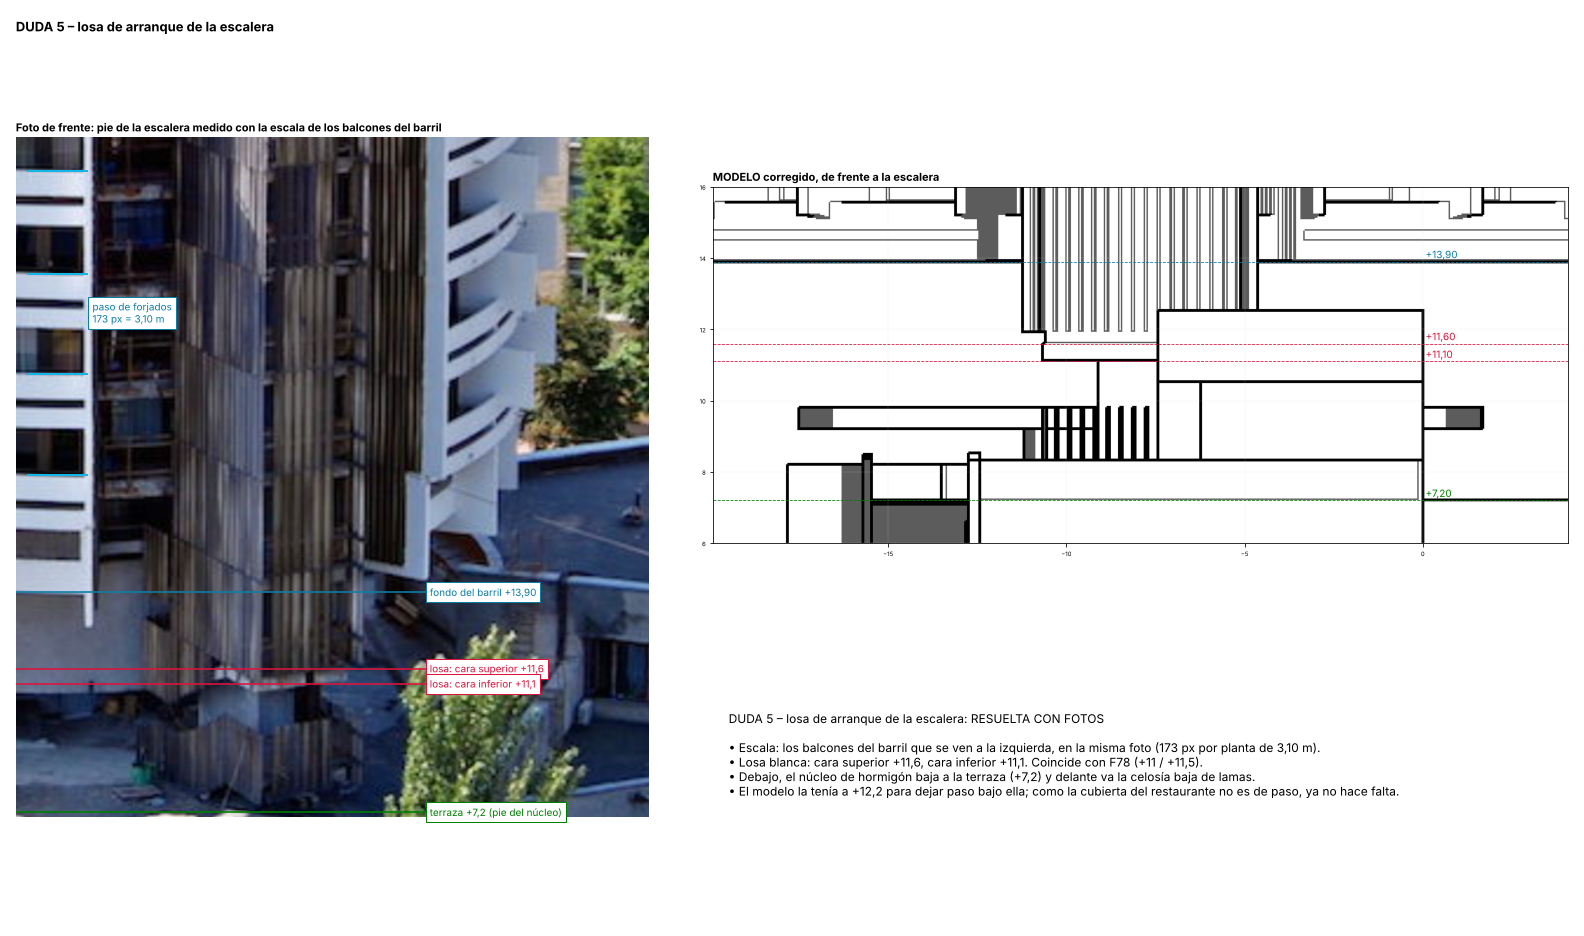 DUDA 5 – losa de arranque de la escalera
Foto de frente: pie de la escalera medido con la escala de los balcones del barril
paso de forjados
173 px = 3,10 m
fondo del barril +13,90
losa: cara superior +11,6
losa: cara inferior +11,1
terraza +7,2 (pie del núcleo)
MODELO corregido, de frente a la escalera
16
14
12
10
8
6
+13,90
+11,60
+11,10
+7,20
−15
−10
−5
0
DUDA 5 – losa de arranque de la escalera: RESUELTA CON FOTOS
• Escala: los balcones del barril que se ven a la izquierda, en la misma foto (173 px por planta de 3,10 m).
• Losa blanca: cara superior +11,6, cara inferior +11,1. Coincide con F78 (+11 / +11,5).
• Debajo, el núcleo de hormigón baja a la terraza (+7,2) y delante va la celosía baja de lamas.
• El modelo la tenía a +12,2 para dejar paso bajo ella; como la cubierta del restaurante no es de paso, ya no hace falta.